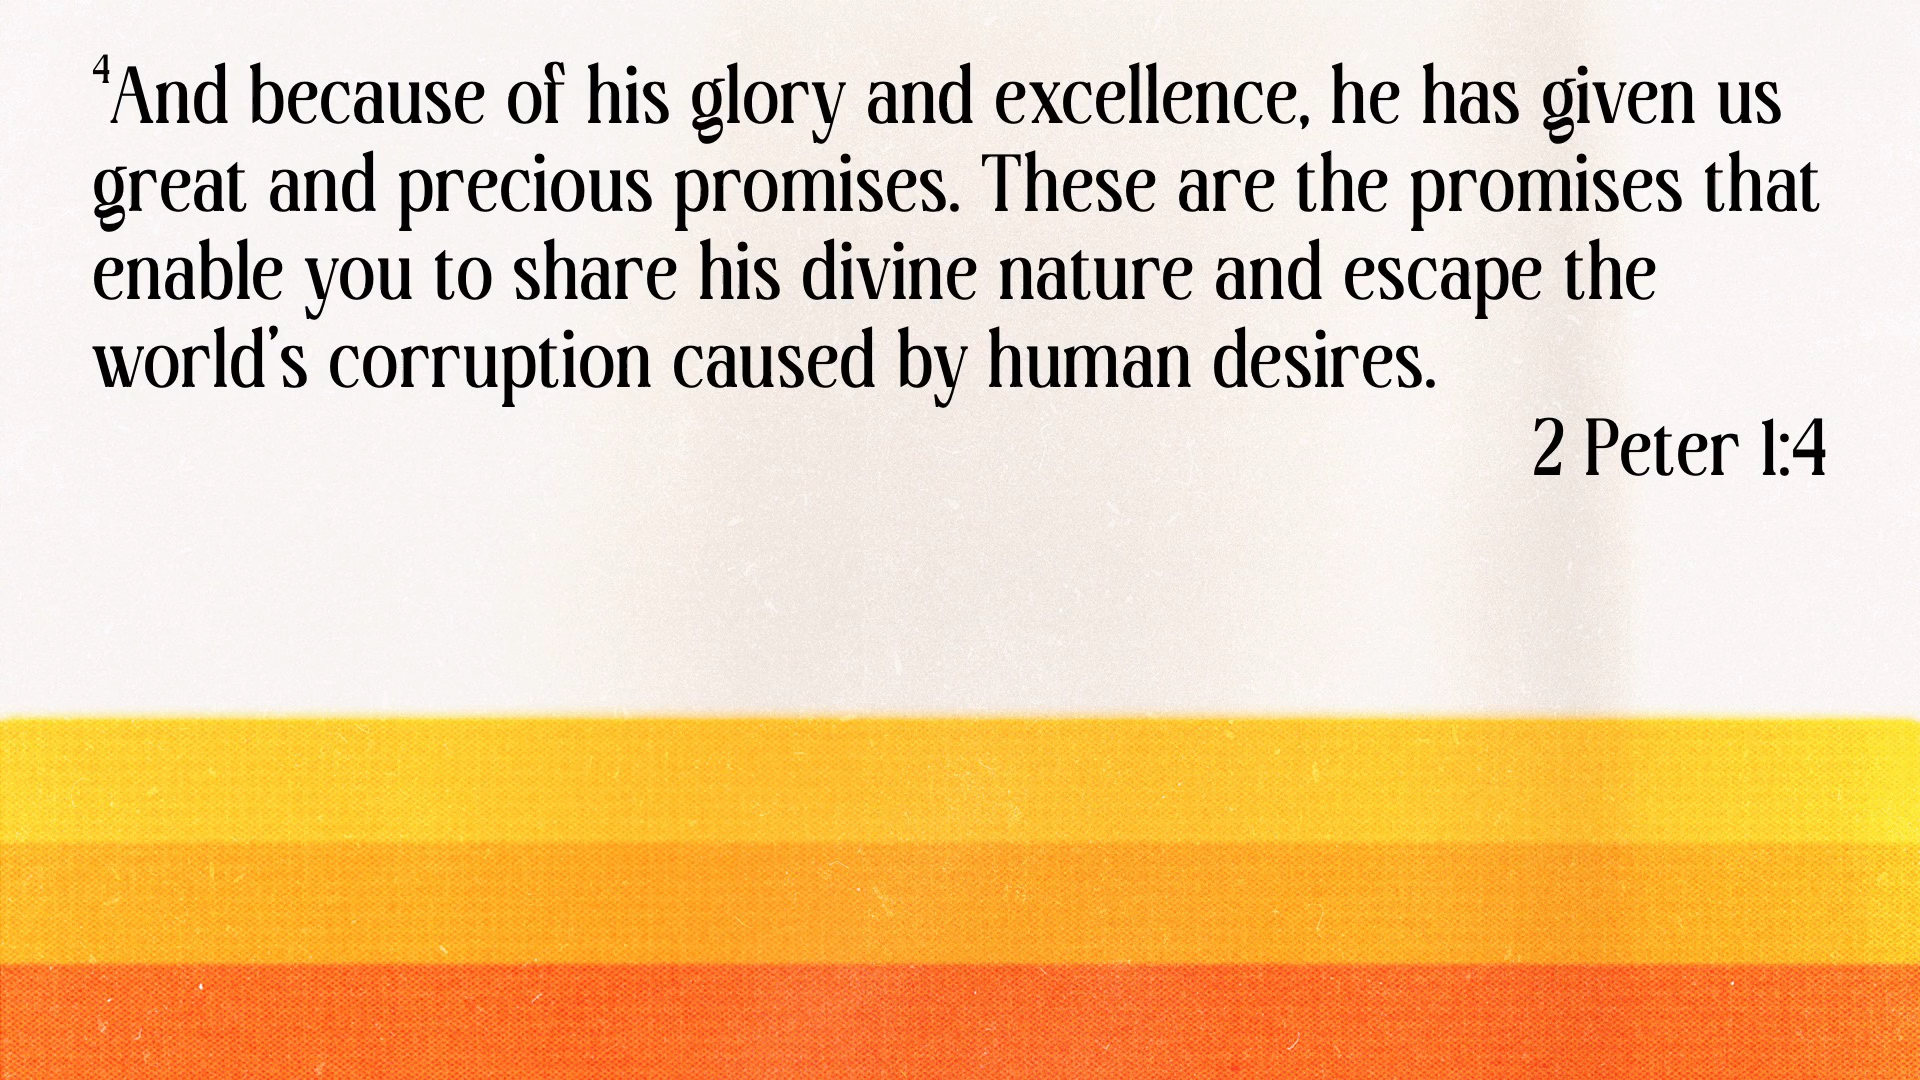 ⁴And because of his glory and excellence, he has given us
great and precious promises. These are the promises that
enable you to share his divine nature and escape the
world’s corruption caused by human desires.
2 Peter 1:4